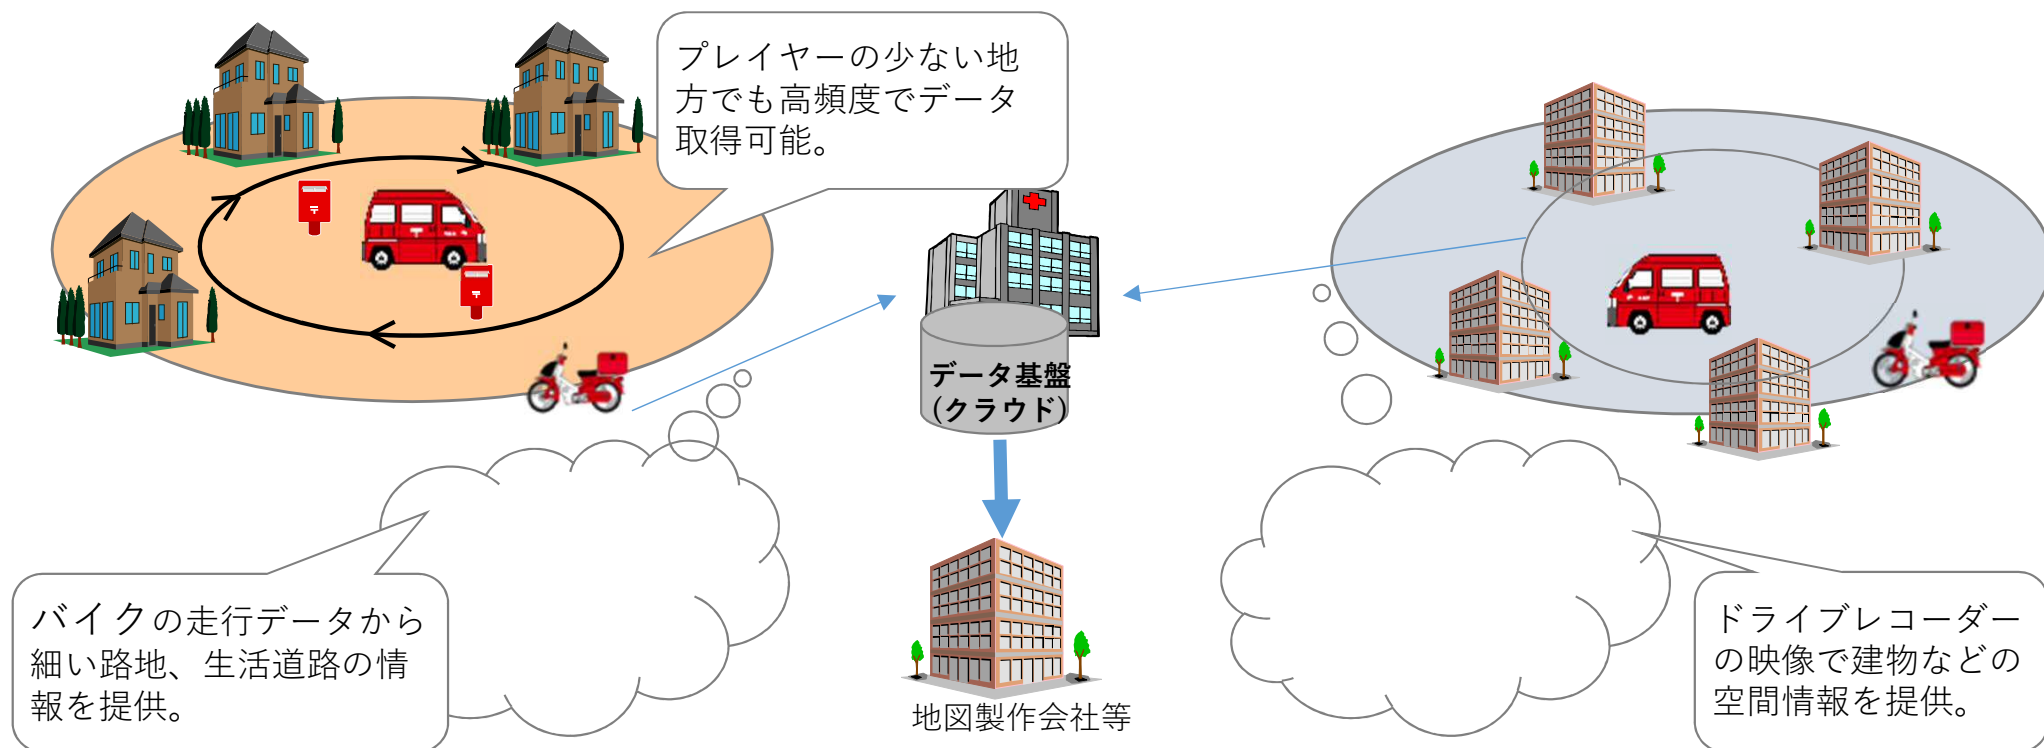 プレイヤーの少ない地
方でも高頻度でデータ
取得可能。
データ基盤
(クラウド)
バイクの走行データから
細い路地、生活道路の情
報を提供。
地図製作会社等
ドライブレコーダー
の映像で建物などの
空間情報を提供。